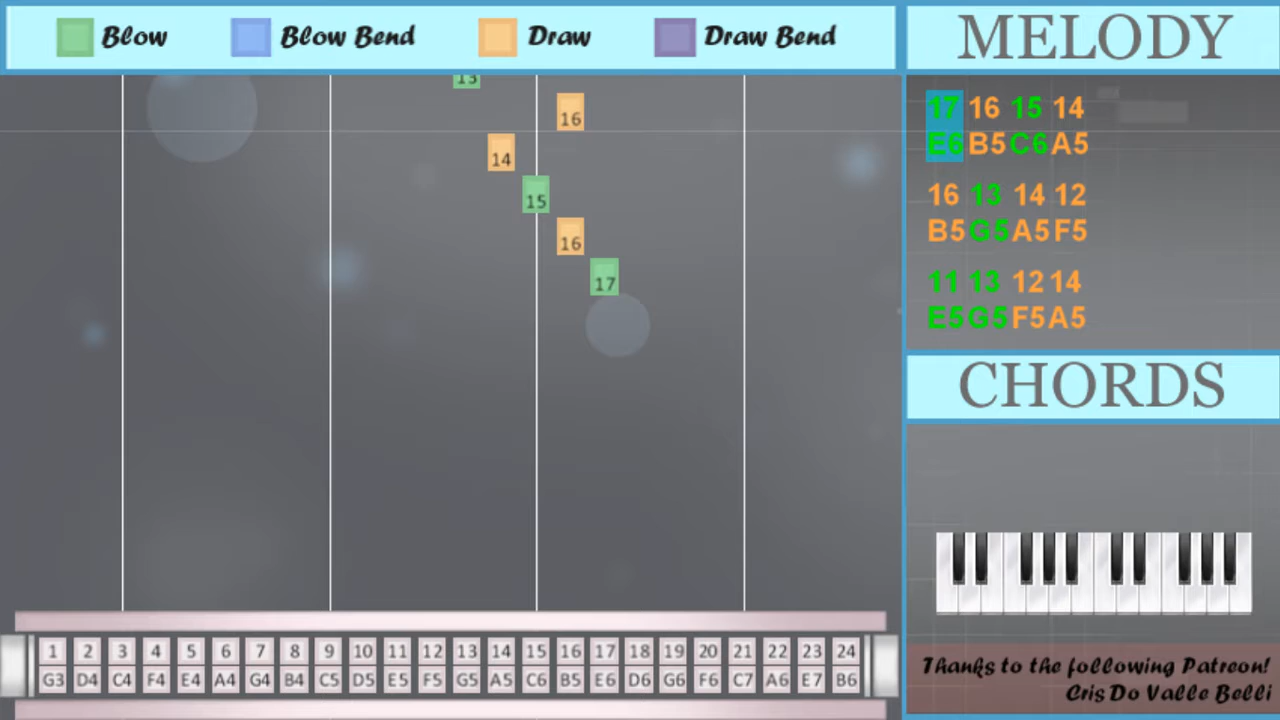 Blow Blow Bend Draw Draw Bend
MELODY
13
16
14
15
16
17
17 16 15 14
E6 B5 C6 A5
16 13 14 12
B5 G5 A5 F5
11 13 12 14
E5 G5 F5 A5
CHORDS
1 2 3 4 5 6 7 8 9 10 11 12 13 14 15 16 17 18 19 20 21 22 23 24
G3 D4 C4 F4 E4 A4 G4 B4 C5 D5 E5 F5 G5 A5 C6 B5 E6 D6 G6 F6 C7 A6 E7 B6
Thanks to the following Patreon!
Cris Do Valle Belli